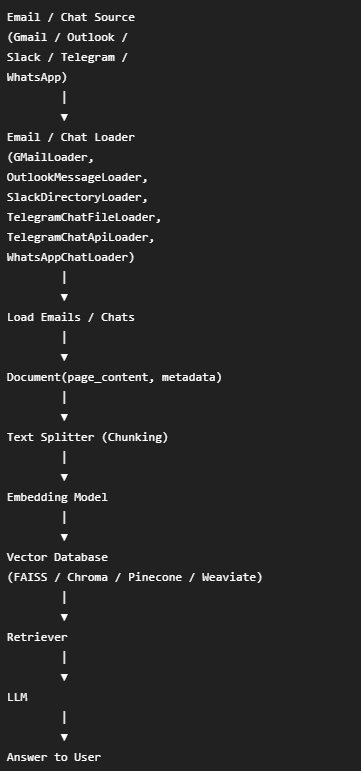 Email / Chat Source
(Gmail / Outlook /
Slack / Telegram /
WhatsApp)
|
▼
Email / Chat Loader
(GMailLoader,
OutlookMessageLoader,
SlackDirectoryLoader,
TelegramChatFileLoader,
TelegramChatApiLoader,
WhatsAppChatLoader)
|
▼
Load Emails / Chats
|
▼
Document(page_content, metadata)
|
▼
Text Splitter (Chunking)
|
▼
Embedding Model
|
▼
Vector Database
(FAISS / Chroma / Pinecone / Weaviate)
|
▼
Retriever
|
▼
LLM
|
▼
Answer to User